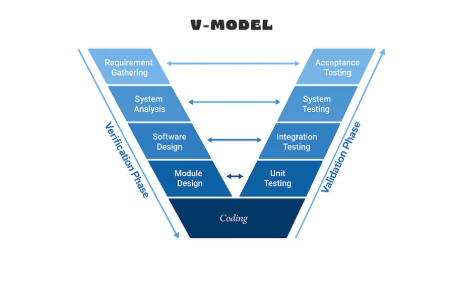 V-MODEL
Requirement
Gathering
Acceptance
Testing
System
Analysis
System
Testing
Software
Design
Integration
Testing
Module
Design
Unit
Testing
Coding
Verification Phase
Validation Phase